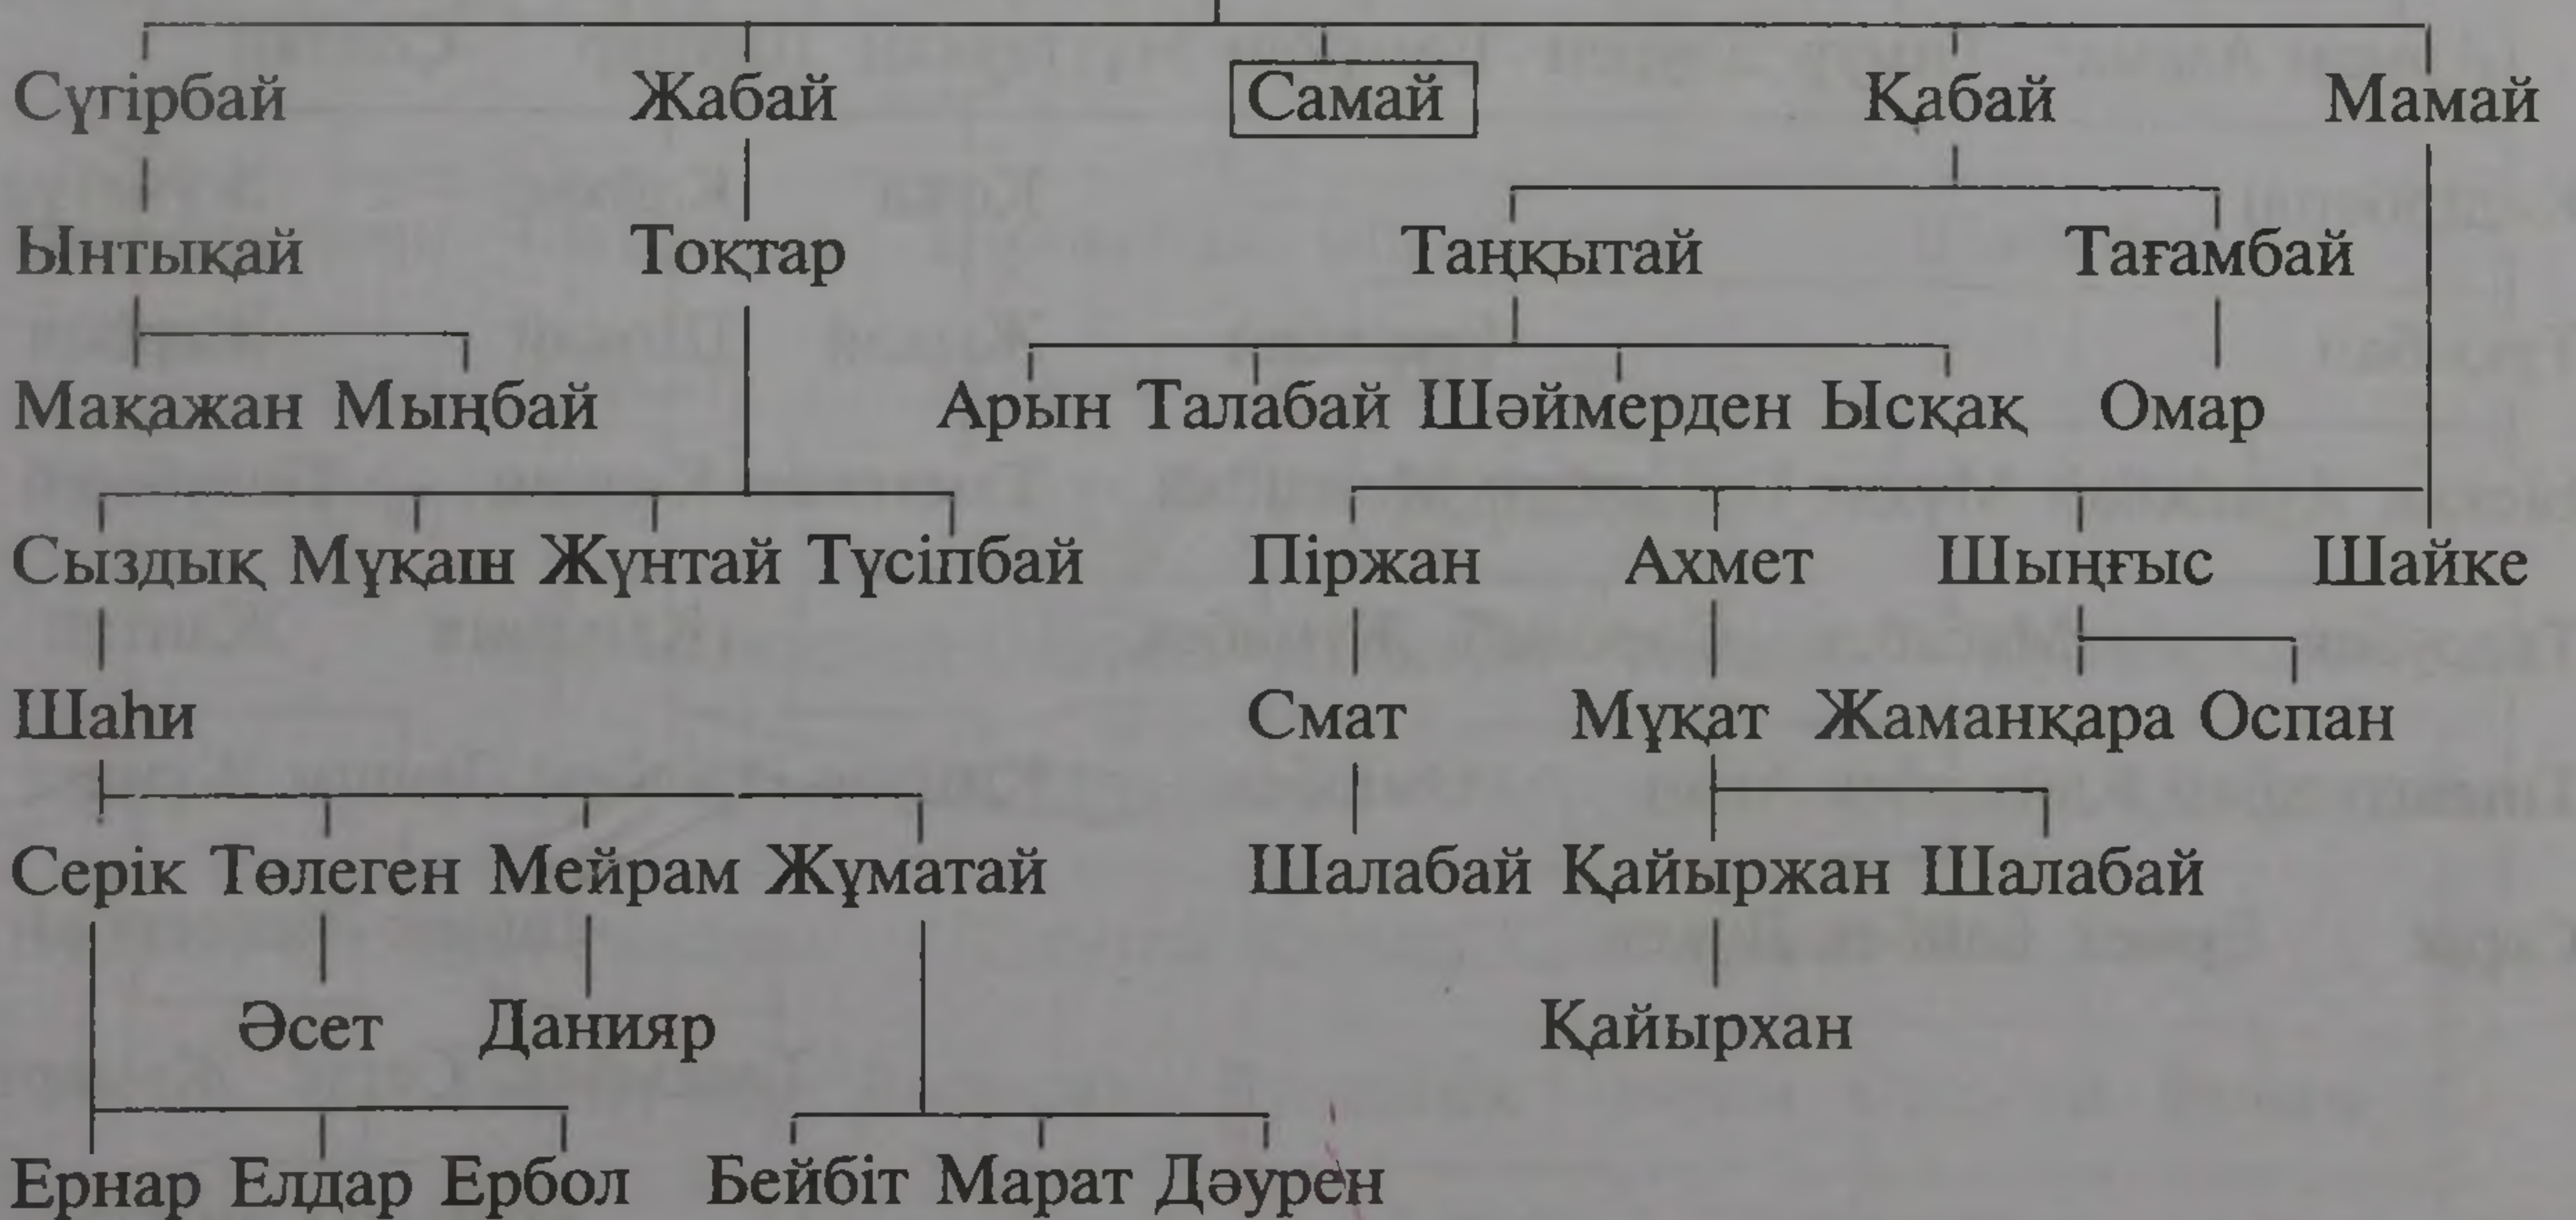 Сүгірбай Жабай Самай Қабай Мамай
Ынтықай Тоқтар Таңқытай Тағамбай
Мақажан Мыңбай Арын Талабай Шәймерден Ысқақ Омар
Сыздық Мұқаш Жүнтай Түсіпбай Піржан Ахмет Шыңғыс Шайке
Шаһи Смат Мұқат Жаманқара Оспан
Серік Төлеген Мейрам Жұматай Шалабай Қайыржан Шалабай
Әсет Данияр Қайырхан
Ернар Елдар Ербол Бейбіт Марат Дәурен